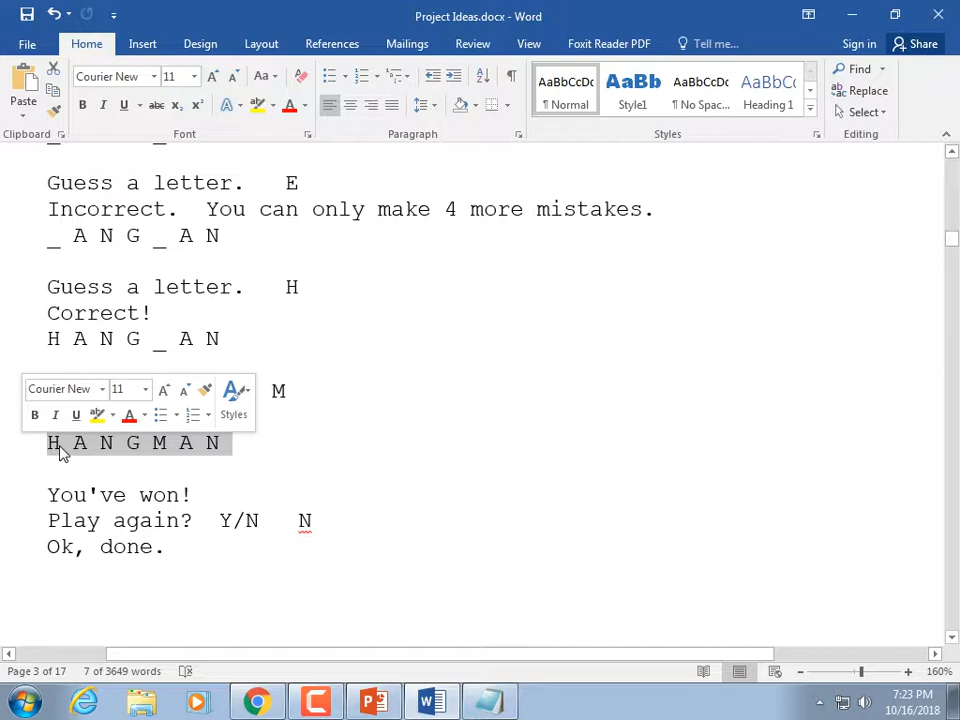 Project Ideas.docx - Word
File Home Insert Design Layout References Mailings Review View Foxit Reader PDF Tell me... Sign in Share
Paste
Courier New 11 Aa
B I U abc x₂ x² A A
AaBbCcDc AaBb AaBbCcDc AaBbCc
¶ Normal Style1 ¶ No Spac... Heading 1
Find
Replace
Select
Clipboard Font Paragraph Styles Editing
Guess a letter. E
Incorrect. You can only make 4 more mistakes.
_ A N G _ A N
Guess a letter. H
Correct!
H A N G _ A N
Courier New 11
M
B I U A Styles
H A N G M A N
You've won!
Play again? Y/N N
Ok, done.
Page 3 of 17 7 of 3649 words 160%
7:23 PM
10/16/2018